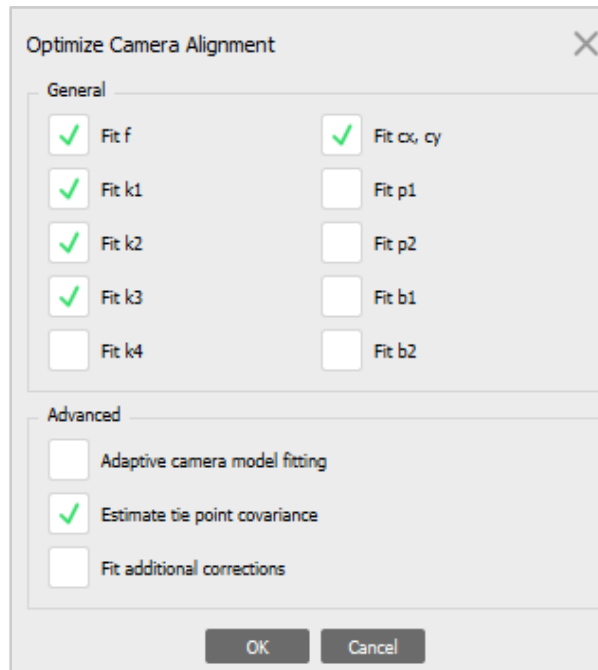 Optimize Camera Alignment
General
Fit f
Fit cx, cy
Fit k1
Fit p1
Fit k2
Fit p2
Fit k3
Fit b1
Fit k4
Fit b2
Advanced
Adaptive camera model fitting
Estimate tie point covariance
Fit additional corrections
OK
Cancel